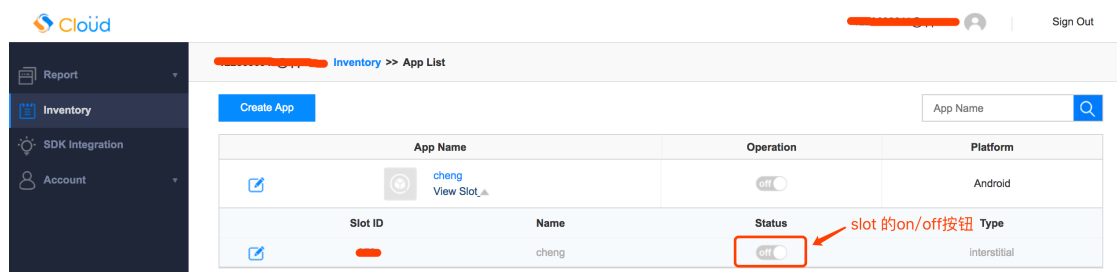 Cloüd
Sign Out
Inventory >> App List
Report
Inventory
SDK Integration
Account
Create App
App Name
App Name
Operation
Platform
cheng
View Slot
off
Android
Slot ID
Name
Status
slot 的on/off按钮
Type
cheng
off
interstitial